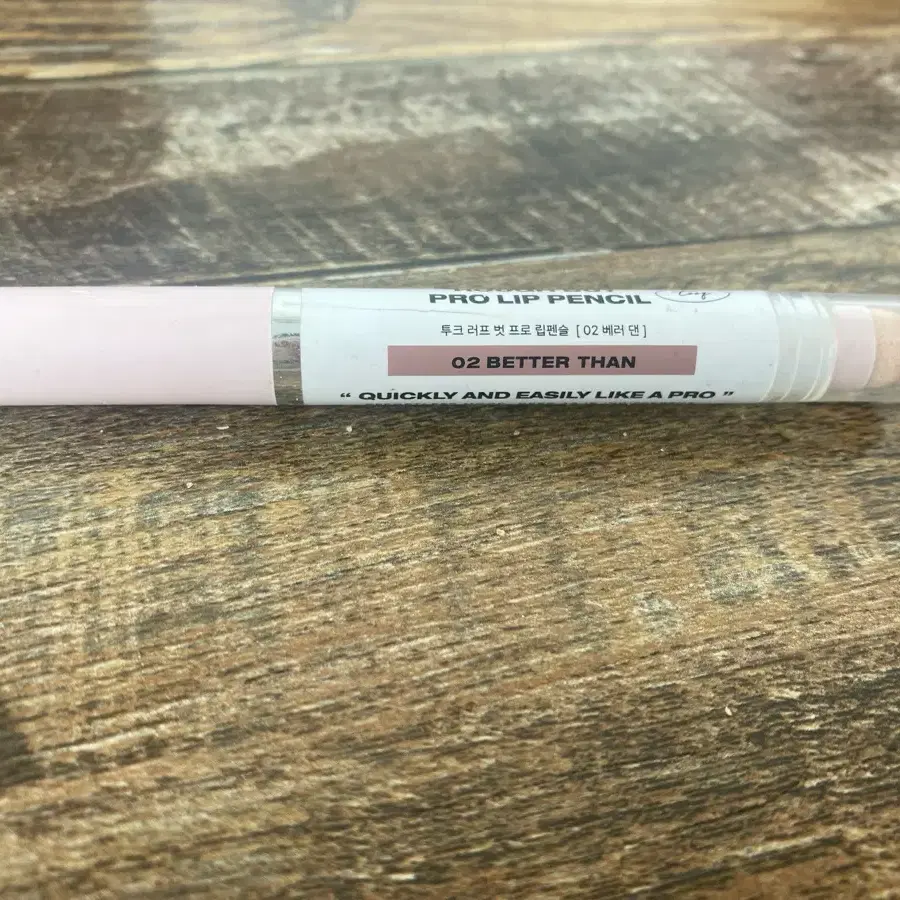 PRO LIP PENCIL
투크 러프 벗 프로 립펜슬 [ 02 베러 댄 ]
02 BETTER THAN
“ QUICKLY AND EASILY LIKE A PRO ”